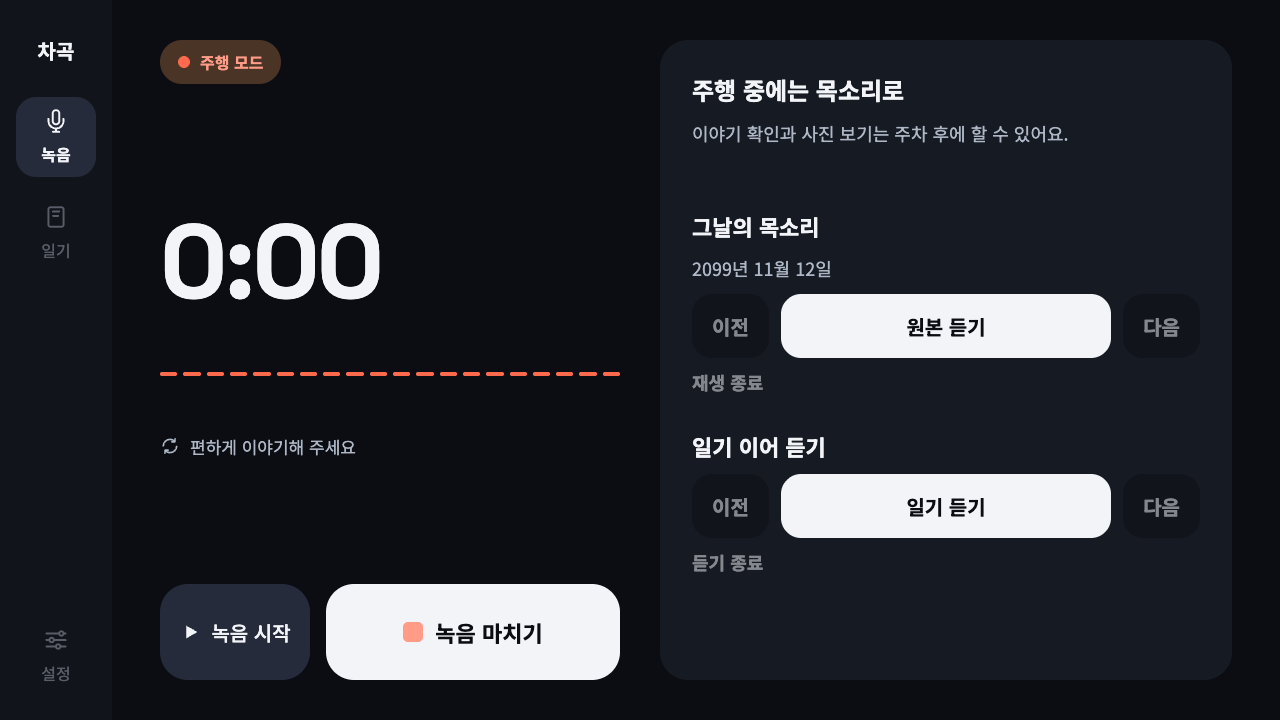 차곡
녹음
일기
설정
주행 모드
0:00
편하게 이야기해 주세요
녹음 시작
녹음 마치기
주행 중에는 목소리로
이야기 확인과 사진 보기는 주차 후에 할 수 있어요.
그날의 목소리
2099년 11월 12일
이전
원본 듣기
다음
재생 종료
일기 이어 듣기
이전
일기 듣기
다음
듣기 종료